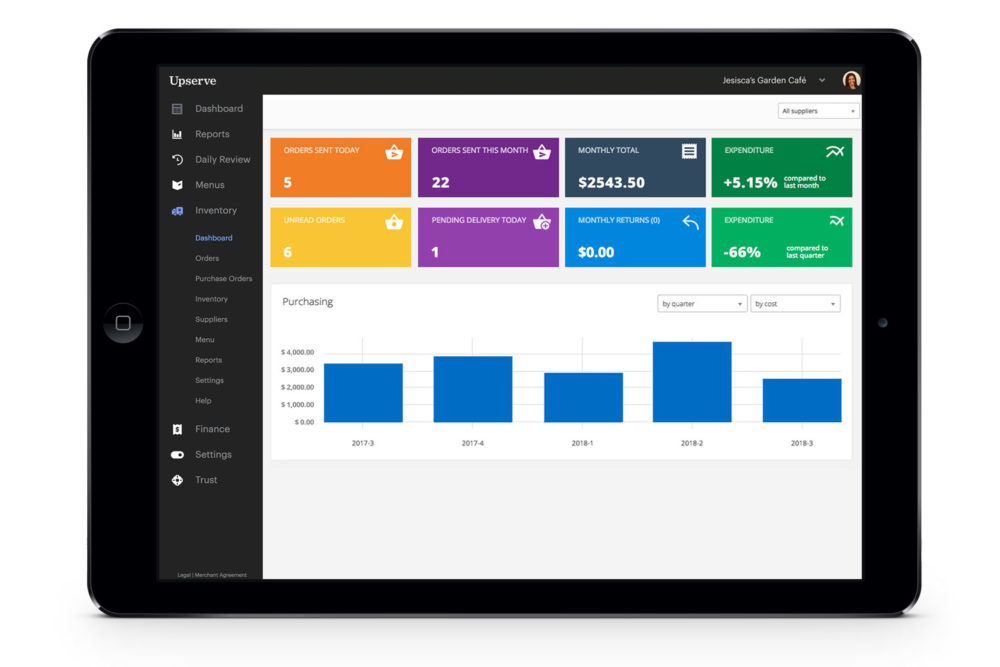 Upserve
Jesisca's Garden Café
Dashboard
Reports
Daily Review
Menus
Inventory
Dashboard
Orders
Purchase Orders
Inventory
Suppliers
Menu
Reports
Settings
Help
Finance
Settings
Trust
Legal | Merchant Agreement
All suppliers
ORDERS SENT TODAY
5
ORDERS SENT THIS MONTH
22
MONTHLY TOTAL
$2543.50
EXPENDITURE
+5.15% compared to
last month
UNREAD ORDERS
6
PENDING DELIVERY TODAY
1
MONTHLY RETURNS (0)
$0.00
EXPENDITURE
-66% compared to
last quarter
Purchasing
by quarter
by cost
$ 4,000.00
$ 3,000.00
$ 2,000.00
$ 1,000.00
$ 0.00
2017-3
2017-4
2018-1
2018-2
2018-3